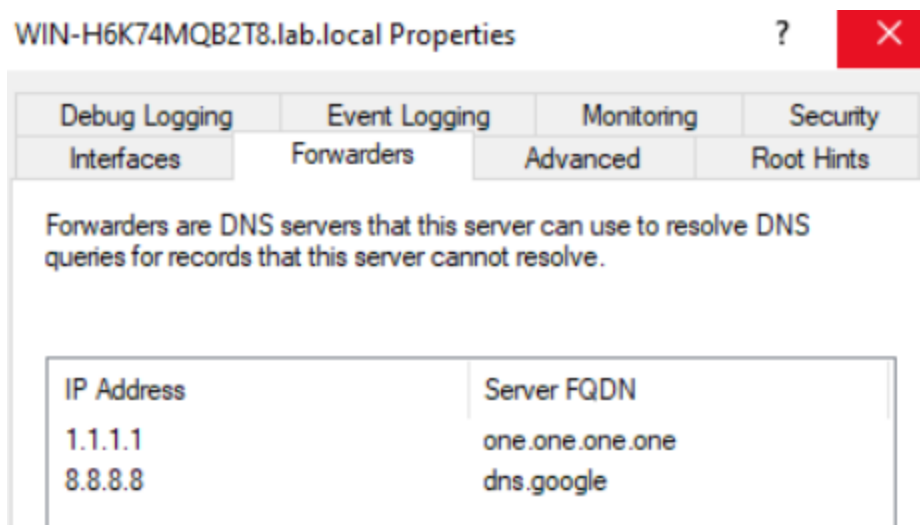 WIN-H6K74MQB2T8.lab.local Properties ?
Debug Logging Event Logging Monitoring Security
Interfaces Forwarders Advanced Root Hints
Forwarders are DNS servers that this server can use to resolve DNS
queries for records that this server cannot resolve.
IP Address Server FQDN
1.1.1.1 one.one.one.one
8.8.8.8 dns.google